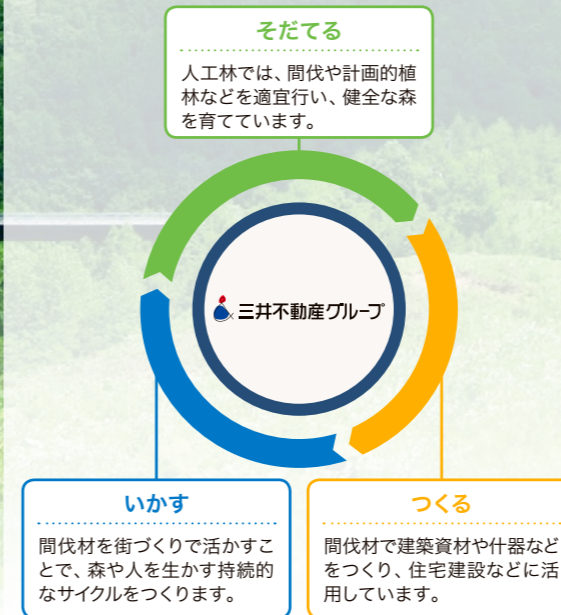 そだてる
人工林では、間伐や計画的植
林などを適宜行い、健全な森
を育てています。
三井不動産グループ
いかす
間伐材を街づくりで活かすこ
とで、森や人を生かす持続的
なサイクルをつくります。
つくる
間伐材で建築資材や什器など
をつくり、住宅建設などに活
用しています。